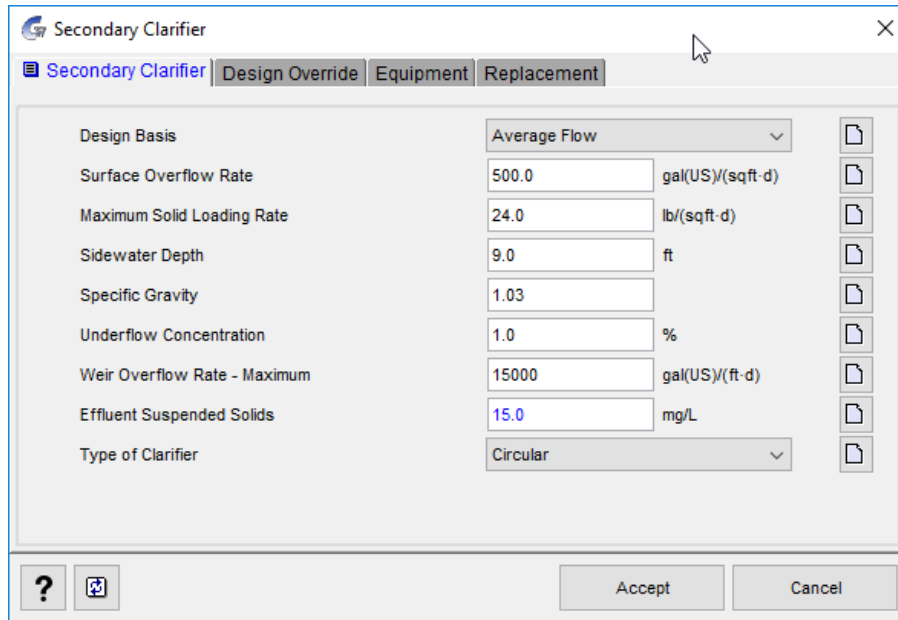 Secondary Clarifier
Secondary Clarifier Design Override Equipment Replacement
Design Basis Average Flow
Surface Overflow Rate 500.0 gal(US)/(sqft·d)
Maximum Solid Loading Rate 24.0 lb/(sqft·d)
Sidewater Depth 9.0 ft
Specific Gravity 1.03
Underflow Concentration 1.0 %
Weir Overflow Rate - Maximum 15000 gal(US)/(ft·d)
Effluent Suspended Solids 15.0 mg/L
Type of Clarifier Circular
? Accept Cancel